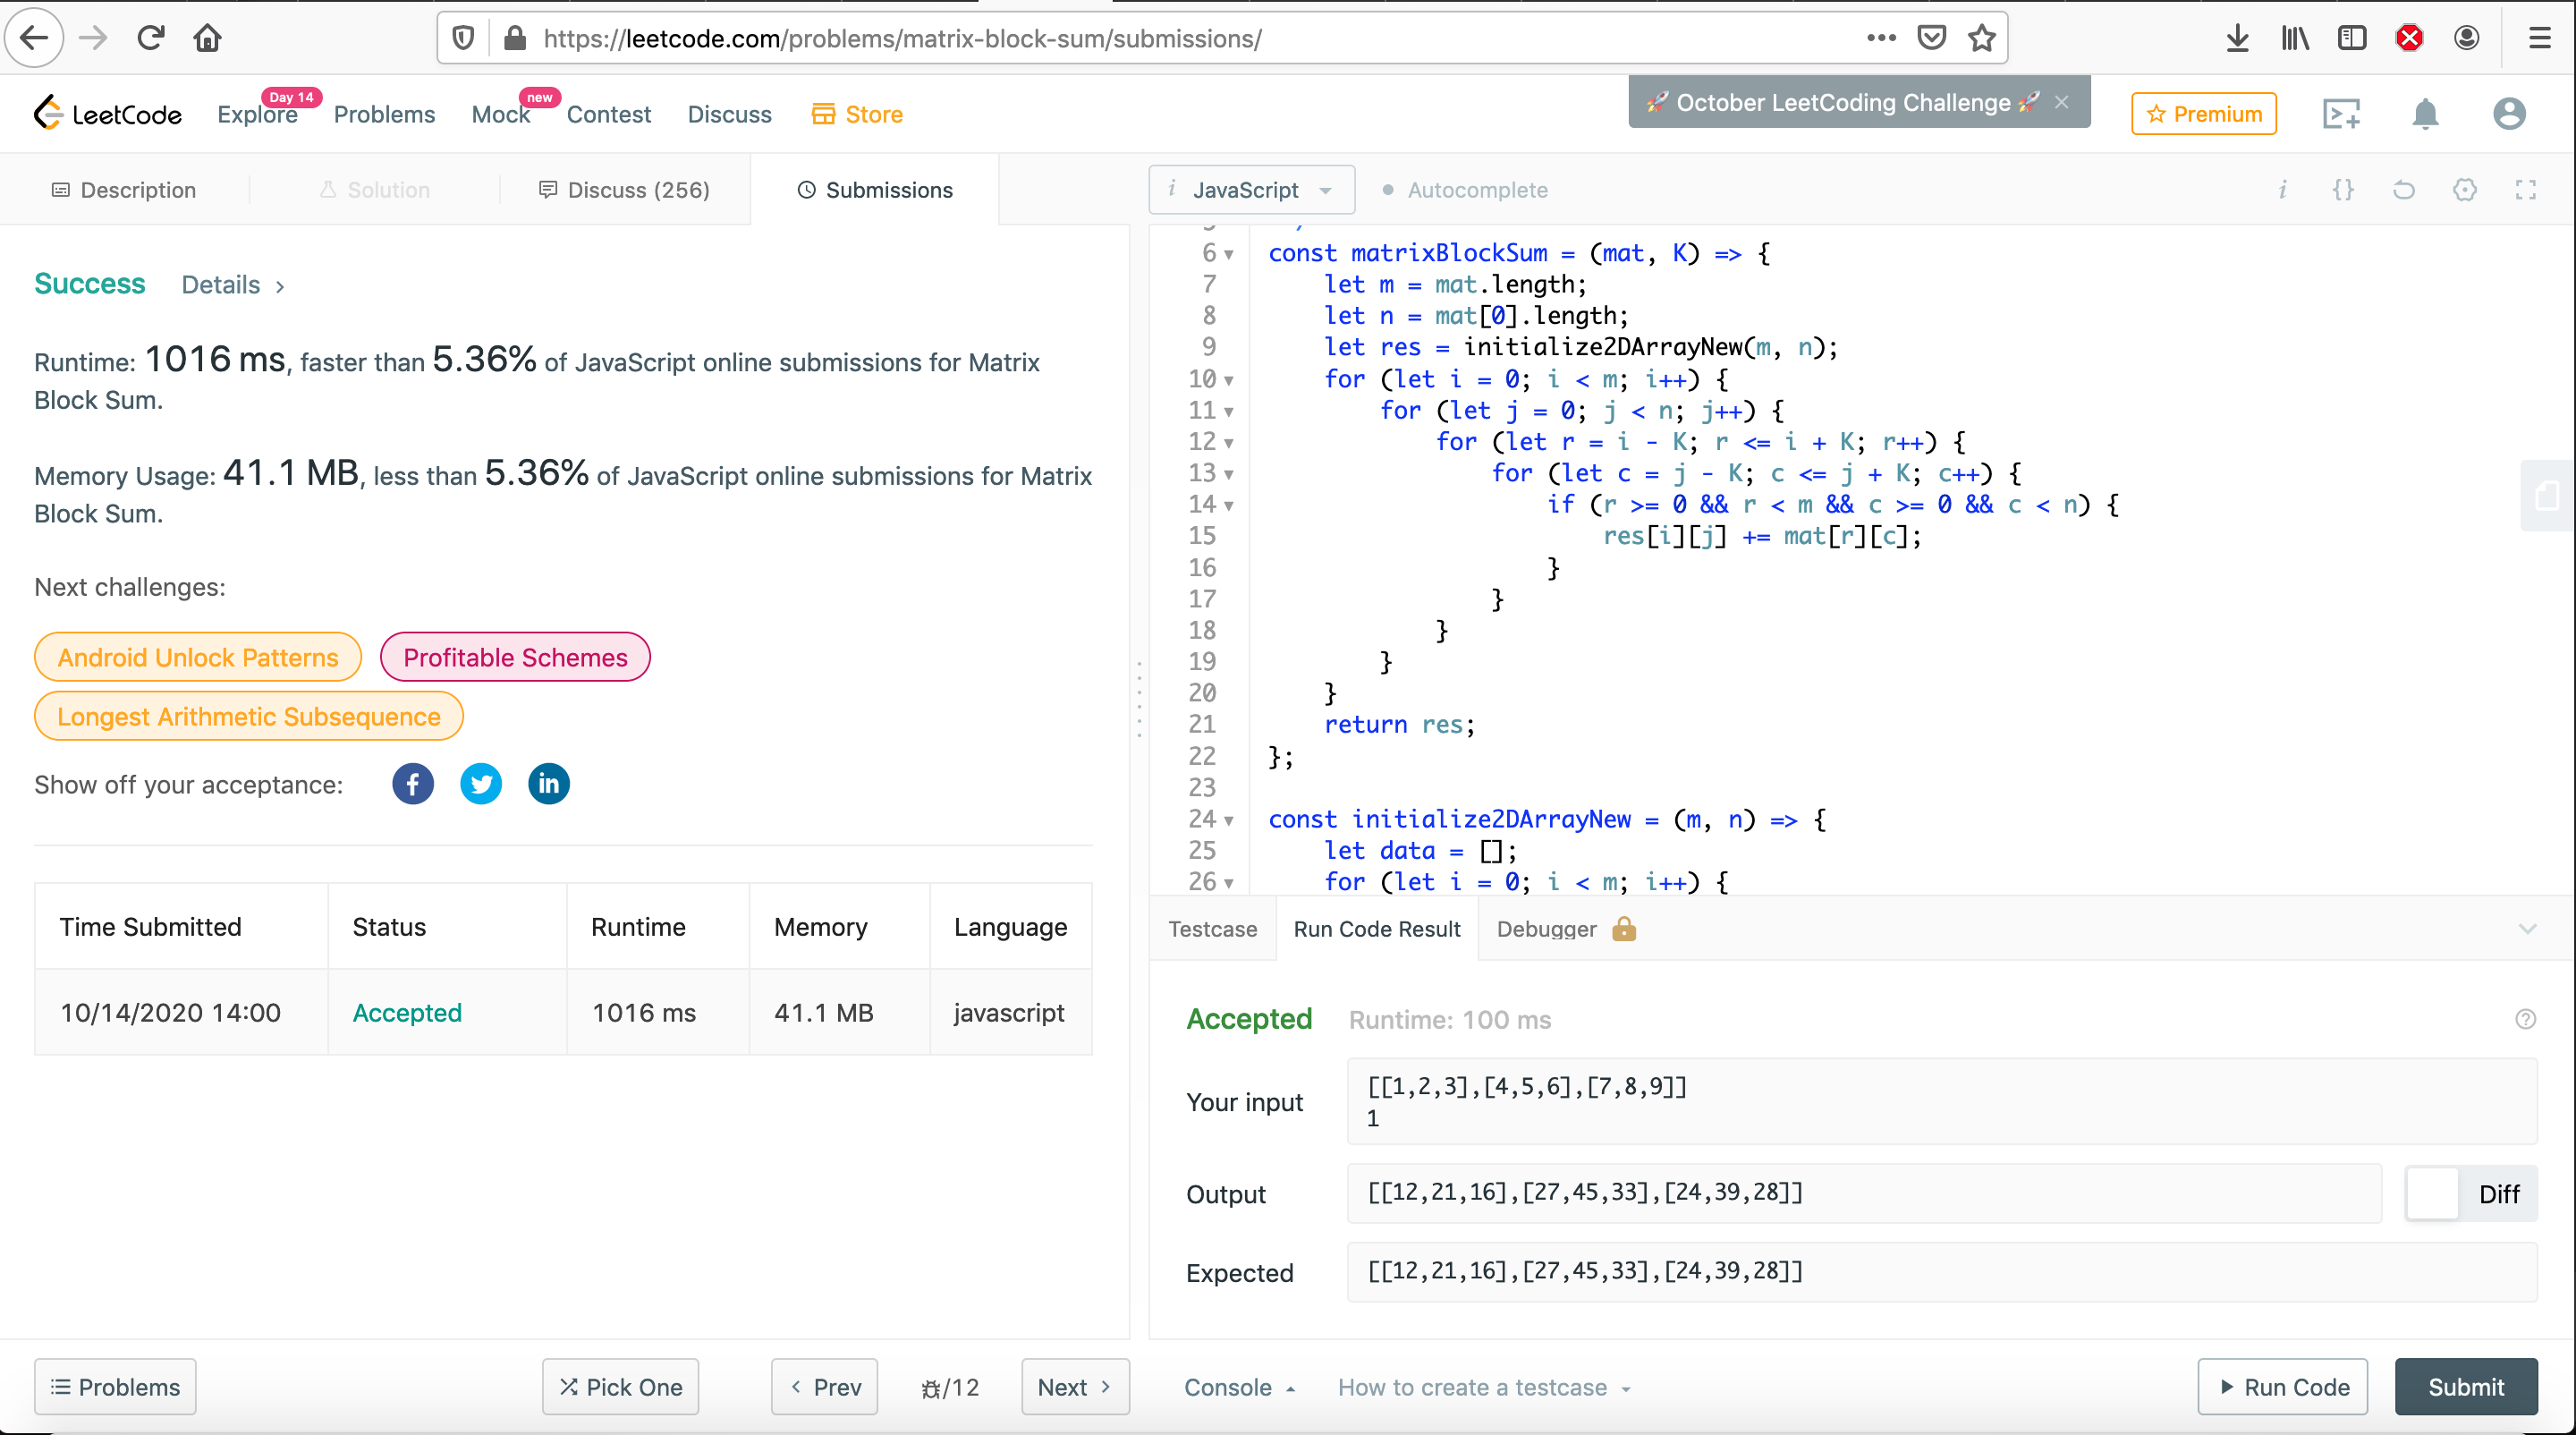 https://leetcode.com/problems/matrix-block-sum/submissions/
LeetCode Explore Day 14 Problems Mock new Contest Discuss Store
🚀 October LeetCoding Challenge 🚀 ×
Premium
Description Solution Discuss (256) Submissions
i JavaScript Autocomplete i {}
Success Details >
Runtime: 1016 ms, faster than 5.36% of JavaScript online submissions for Matrix
Block Sum.
Memory Usage: 41.1 MB, less than 5.36% of JavaScript online submissions for Matrix
Block Sum.
Next challenges:
Android Unlock Patterns Profitable Schemes
Longest Arithmetic Subsequence
Show off your acceptance: f in
Time Submitted Status Runtime Memory Language
10/14/2020 14:00 Accepted 1016 ms 41.1 MB javascript
6 const matrixBlockSum = (mat, K) => {
7 let m = mat.length;
8 let n = mat[0].length;
9 let res = initialize2DArrayNew(m, n);
10 for (let i = 0; i < m; i++) {
11 for (let j = 0; j < n; j++) {
12 for (let r = i - K; r <= i + K; r++) {
13 for (let c = j - K; c <= j + K; c++) {
14 if (r >= 0 && r < m && c >= 0 && c < n) {
15 res[i][j] += mat[r][c];
16 }
17 }
18 }
19 }
20 }
21 return res;
22 };
23
24 const initialize2DArrayNew = (m, n) => {
25 let data = [];
26 for (let i = 0; i < m; i++) {
Testcase Run Code Result Debugger
Accepted Runtime: 100 ms
Your input
[[1,2,3],[4,5,6],[7,8,9]]
1
Output
[[12,21,16],[27,45,33],[24,39,28]]
Diff
Expected
[[12,21,16],[27,45,33],[24,39,28]]
Problems Pick One < Prev /12 Next >
Console How to create a testcase Run Code Submit